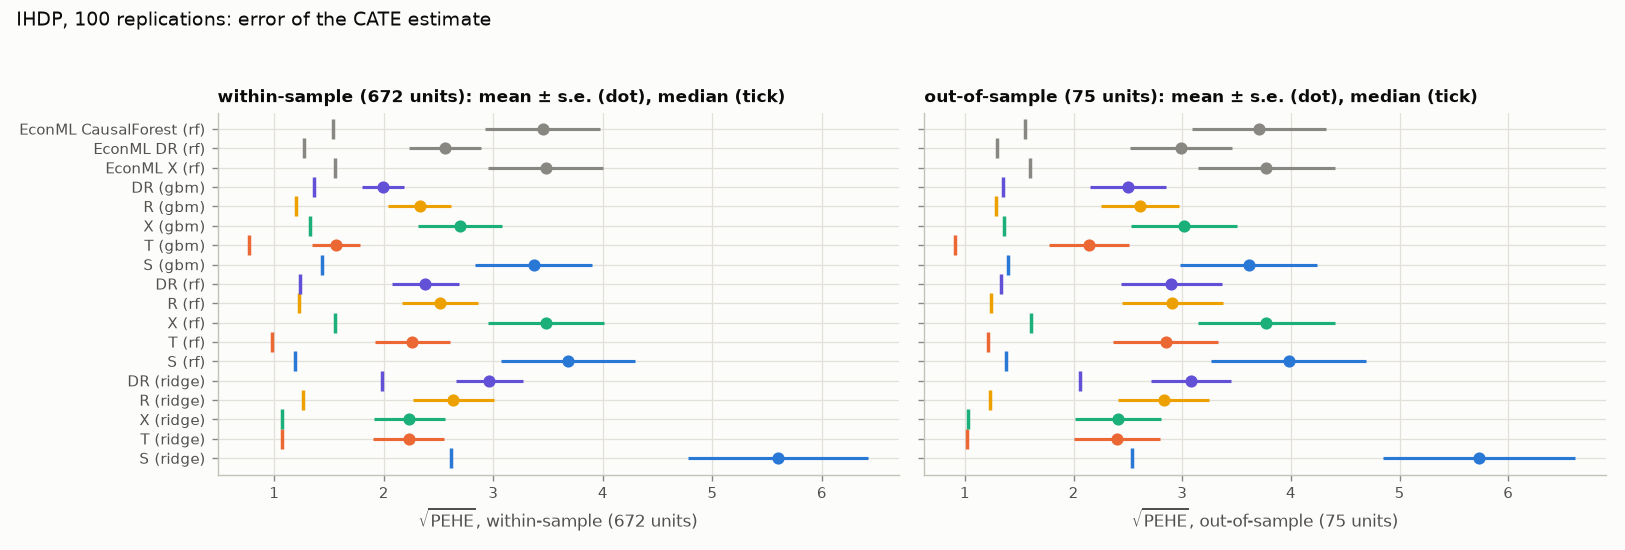 IHDP, 100 replications: error of the CATE estimate
within-sample (672 units): mean ± s.e. (dot), median (tick)
out-of-sample (75 units): mean ± s.e. (dot), median (tick)
EconML CausalForest (rf)
EconML DR (rf)
EconML X (rf)
DR (gbm)
R (gbm)
X (gbm)
T (gbm)
S (gbm)
DR (rf)
R (rf)
X (rf)
T (rf)
S (rf)
DR (ridge)
R (ridge)
X (ridge)
T (ridge)
S (ridge)
1 2 3 4 5 6
1 2 3 4 5 6
√PEHE, within-sample (672 units)
√PEHE, out-of-sample (75 units)